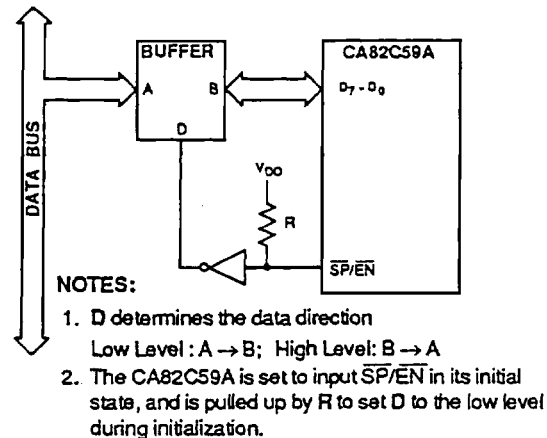 BUFFER
CA82C59A
A
B
D7 - D0
D
DATA BUS
VDD
R
SP/EN
NOTES:
1. D determines the data direction
Low Level : A → B; High Level: B → A
2. The CA82C59A is set to input SP/EN in its initial
state, and is pulled up by R to set D to the low level
during initialization.